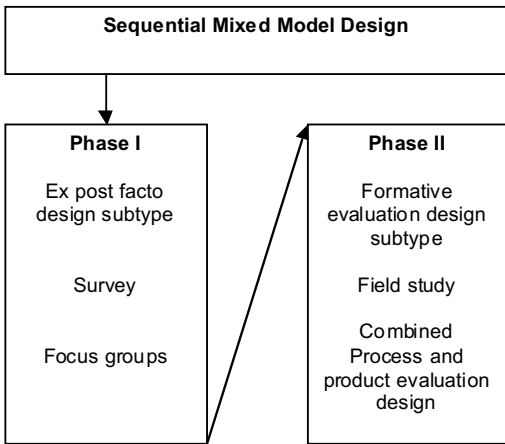 Sequential Mixed Model Design
Phase I
Ex post facto
design subtype
Survey
Focus groups
Phase II
Formative
evaluation design
subtype
Field study
Combined
Process and
product evaluation
design